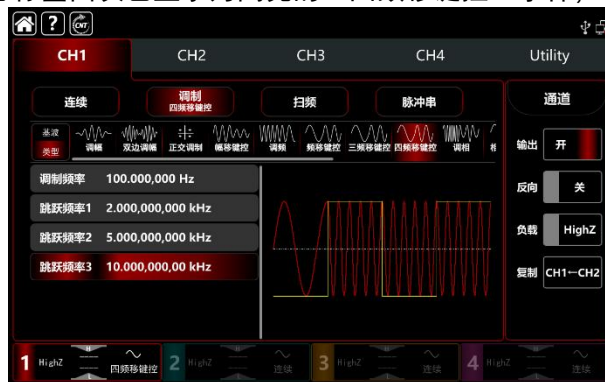 ? CNT
CH1 CH2 CH3 CH4 Utility
连续 调制 扫频 脉冲串 通道
四频移键控
基波 类型 调幅 双边调幅 正交调制 幅移键控 调频 频移键控 三频移键控 四频移键控 调相
输出 开
调制频率 100.000,000 Hz
反向 关
跳跃频率1 2.000,000,000 kHz
跳跃频率2 5.000,000,000 kHz
负载 HighZ
跳跃频率3 10.000,000,00 kHz
复制 CH1←CH2
1 HighZ 四频移键控 2 HighZ 连续 3 HighZ 连续 4 HighZ 连续